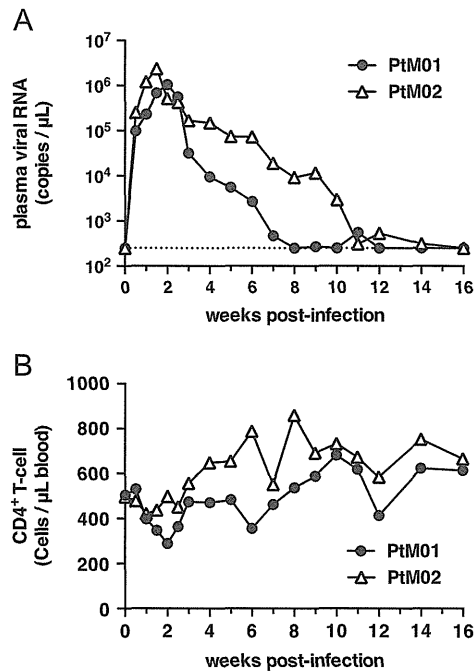 A
plasma viral RNA
(copies / µL)
10⁷
10⁶
10⁵
10⁴
10³
10²
PtM01
PtM02
0 2 4 6 8 10 12 14 16
weeks post-infection
B
CD4⁺ T-cell
(Cells / µL blood)
1000
800
600
400
200
0
PtM01
PtM02
0 2 4 6 8 10 12 14 16
weeks post-infection